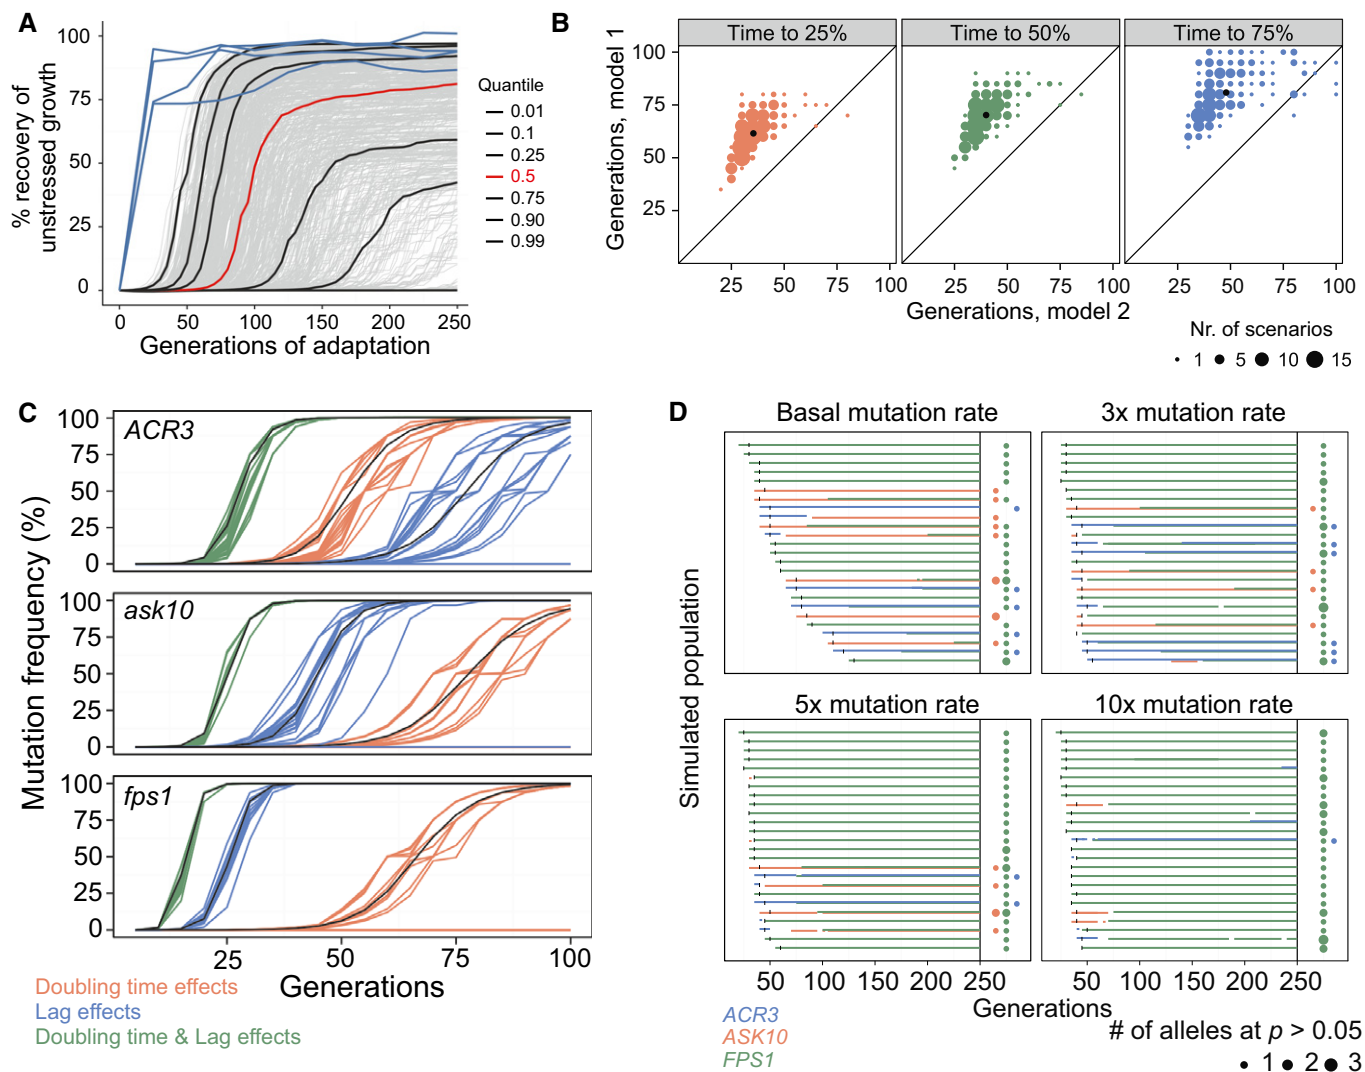 A
% recovery of
unstressed growth
100
75
50
25
0
0 50 100 150 200 250
Generations of adaptation
Quantile
0.01
0.1
0.25
0.5
0.75
0.90
0.99
B
Time to 25% Time to 50% Time to 75%
Generations, model 1
100
75
50
25
25 50 75 100 25 50 75 100 25 50 75 100
Generations, model 2
Nr. of scenarios
1 5 10 15
C
Mutation frequency (%)
ACR3
100
75
50
25
0
ask10
100
75
50
25
0
fps1
100
75
50
25
0
25 50 75 100
Generations
Doubling time effects
Lag effects
Doubling time & Lag effects
D
Simulated population
Basal mutation rate 3x mutation rate
5x mutation rate 10x mutation rate
50 100 150 200 250 50 100 150 200 250
Generations
ACR3
ASK10
FPS1
# of alleles at p > 0.05
1 2 3